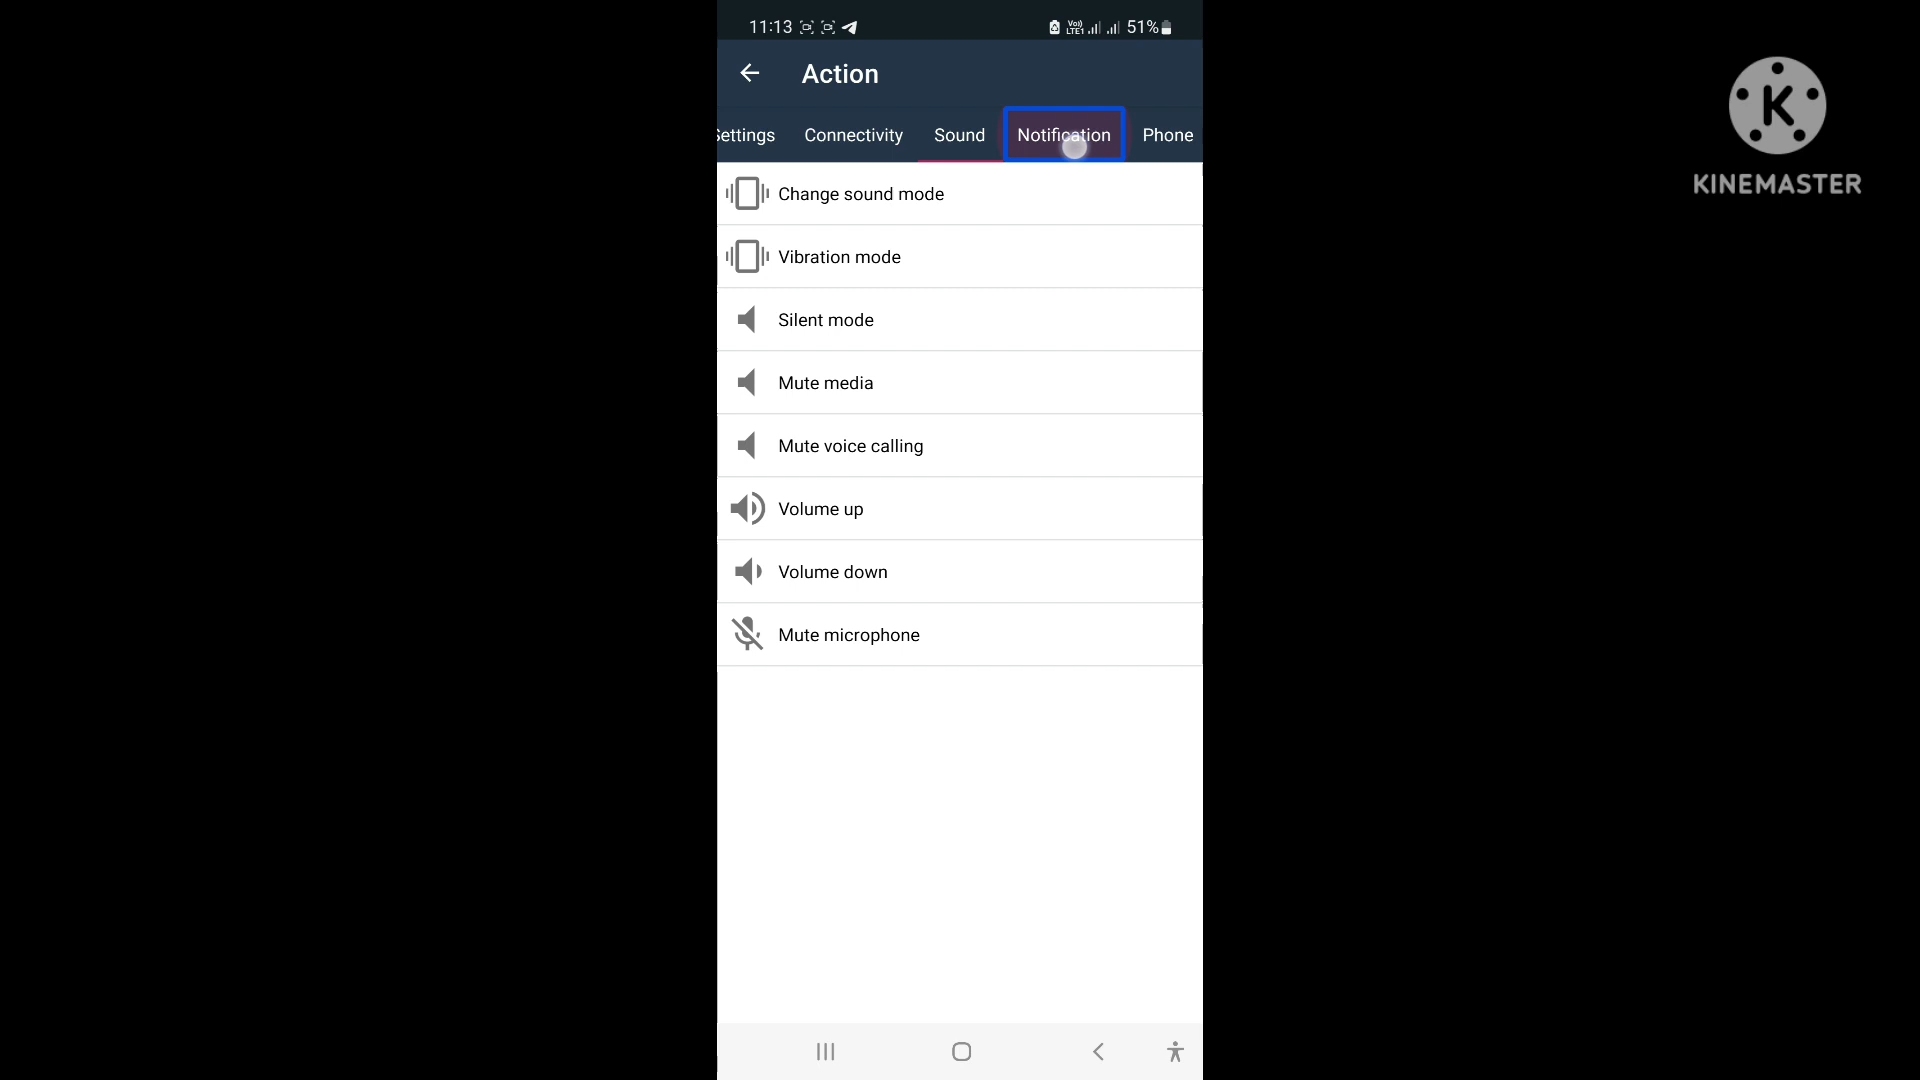 11:13 51%
Action
Settings Connectivity Sound Notification Phone
Change sound mode
Vibration mode
Silent mode
Mute media
Mute voice calling
Volume up
Volume down
Mute microphone
K
KINEMASTER